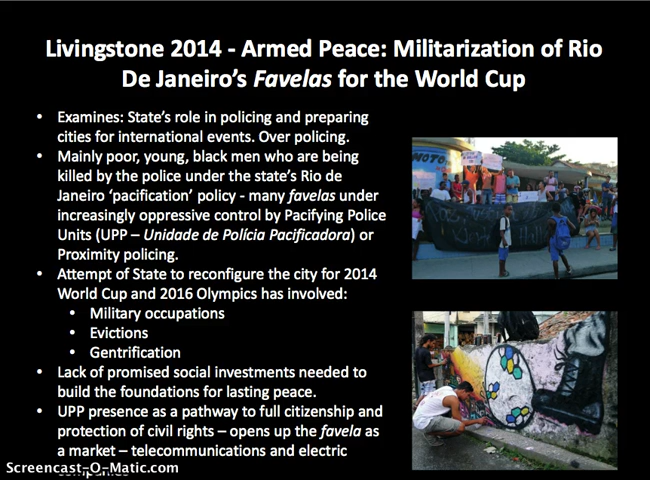 Livingstone 2014 - Armed Peace: Militarization of Rio
De Janeiro's Favelas for the World Cup
• Examines: State's role in policing and preparing
cities for international events. Over policing.
• Mainly poor, young, black men who are being
killed by the police under the state's Rio de
Janeiro 'pacification' policy - many favelas under
increasingly oppressive control by Pacifying Police
Units (UPP – Unidade de Polícia Pacificadora) or
Proximity policing.
• Attempt of State to reconfigure the city for 2014
World Cup and 2016 Olympics has involved:
• Military occupations
• Evictions
• Gentrification
• Lack of promised social investments needed to
build the foundations for lasting peace.
• UPP presence as a pathway to full citizenship and
protection of civil rights – opens up the favela as
a market – telecommunications and electric
companies
Screencast-O-Matic.com
MOTO